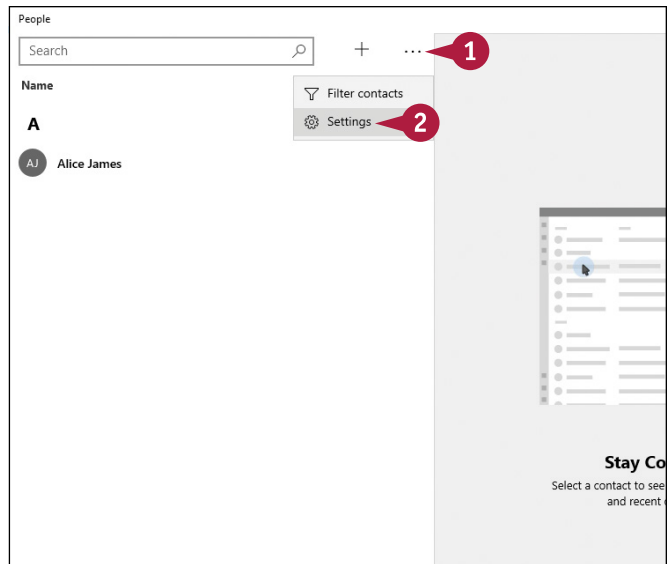 People
Search
+ ... 1
Name
Filter contacts
A
Settings 2
AJ Alice James
Stay Co
Select a contact to see
and recent